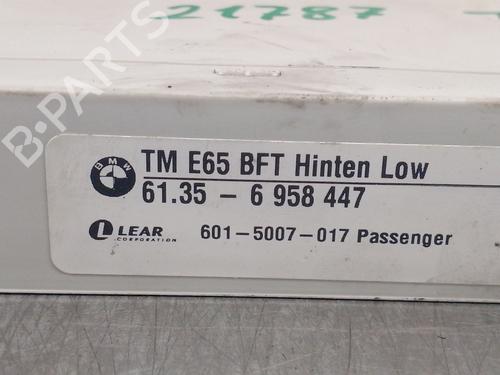 21787
B-PARTS
BMW
TM E65 BFT Hinten Low
61.35 - 6 958 447
LEAR
CORPORATION
601-5007-017 Passenger